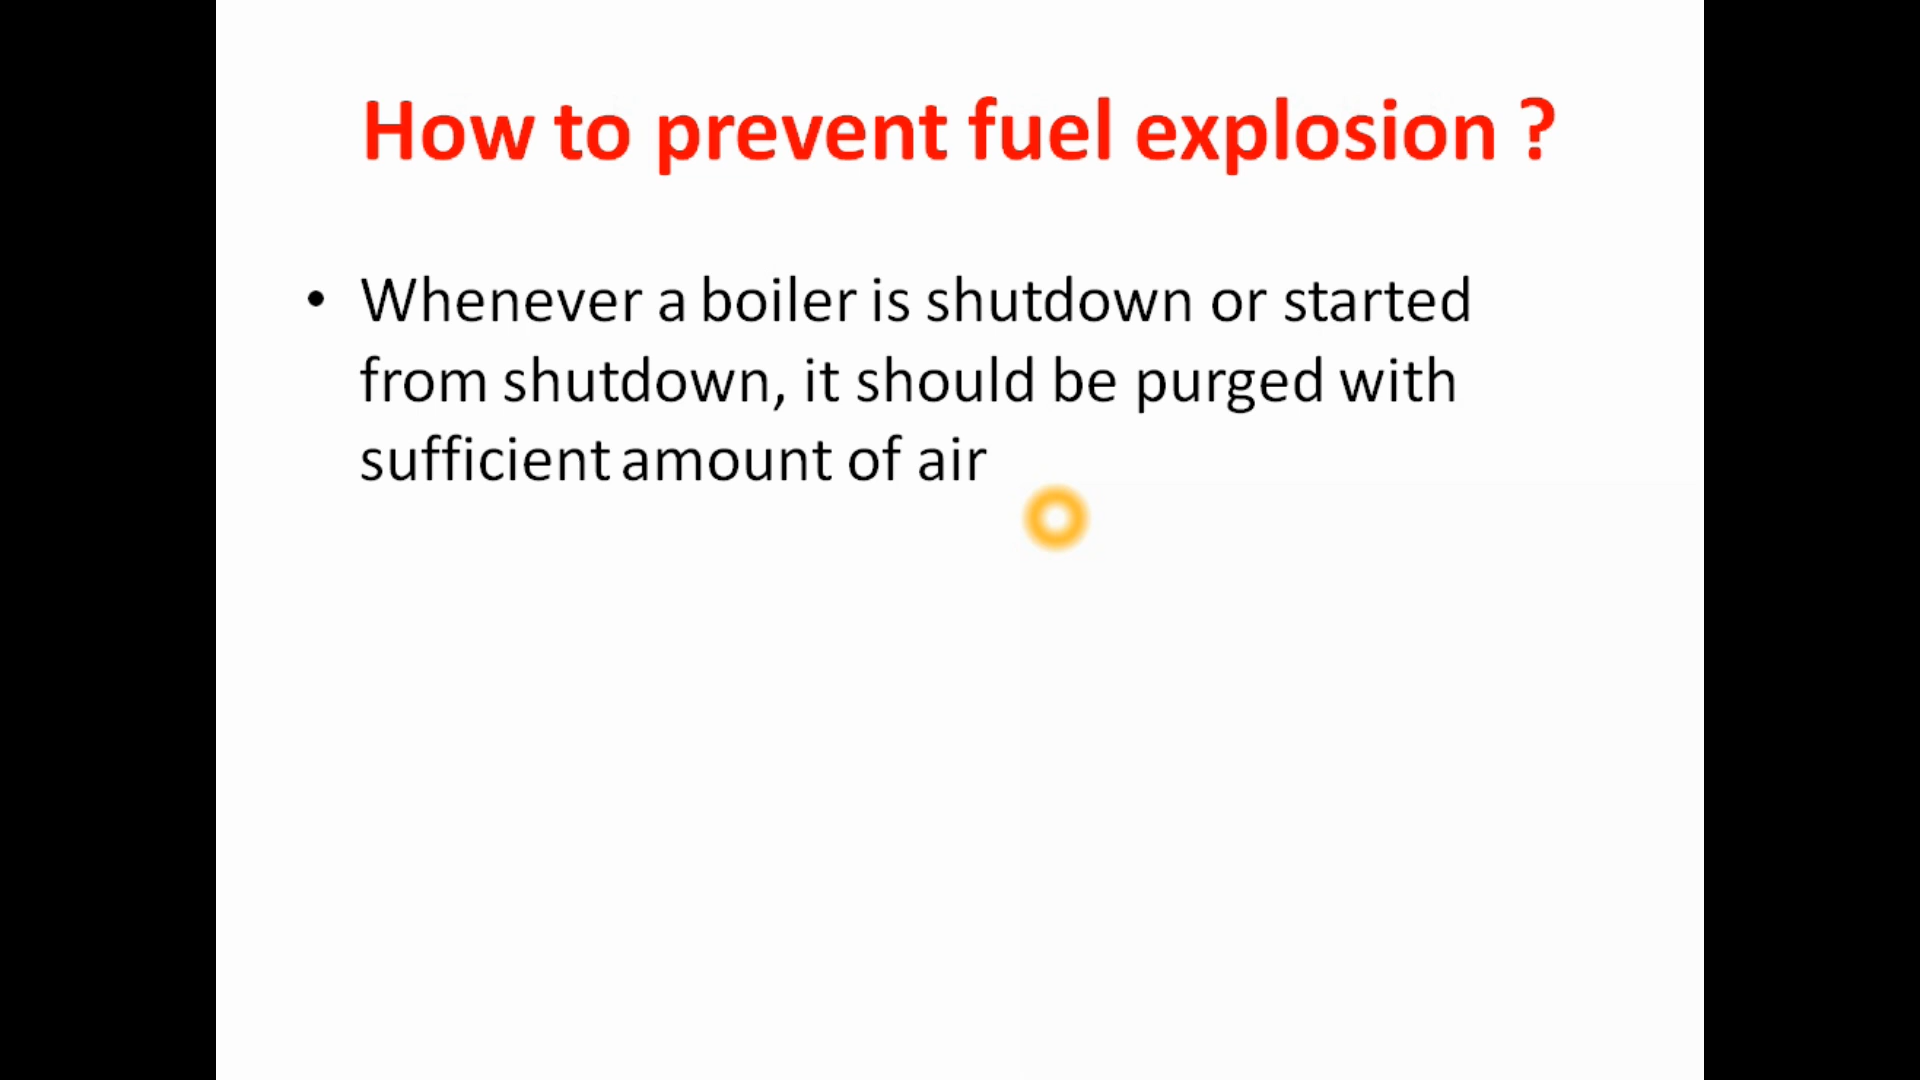 How to prevent fuel explosion ?
• Whenever a boiler is shutdown or started
from shutdown, it should be purged with
sufficient amount of air